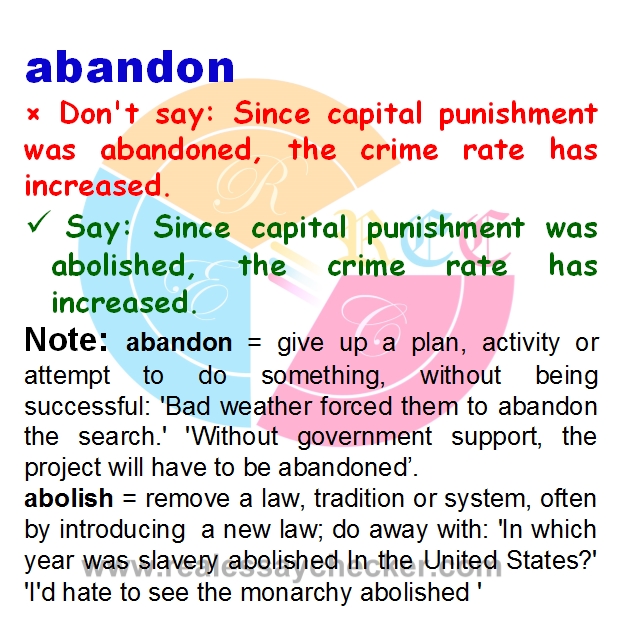 abandon
× Don't say: Since capital punishment
was abandoned, the crime rate has
increased.
✓ Say: Since capital punishment was
abolished, the crime rate has
increased.
Note: abandon = give up a plan, activity or
attempt to do something, without being
successful: 'Bad weather forced them to abandon
the search.' 'Without government support, the
project will have to be abandoned’.
abolish = remove a law, tradition or system, often
by introducing a new law; do away with: 'In which
year was slavery abolished In the United States?'
www.realessaychecker.com
'I'd hate to see the monarchy abolished '
R
E
C
RECC